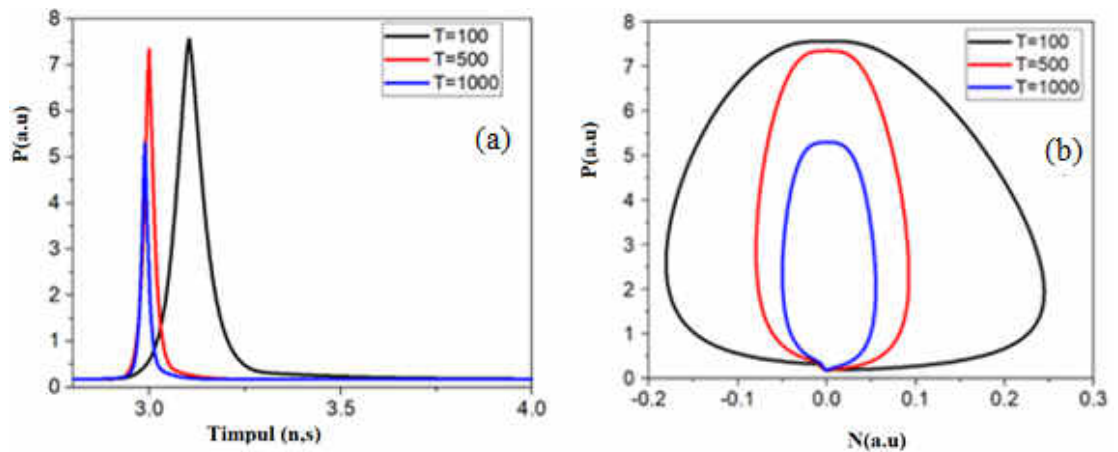 8
7
6
5
4
3
2
1
0
P(a.u)
T=100
T=500
T=1000
(a)
3.0
3.5
4.0
Timpul (n,s)
8
7
6
5
4
3
2
1
0
P(a.u)
T=100
T=500
T=1000
(b)
-0.2
-0.1
0.0
0.1
0.2
0.3
N(a.u)